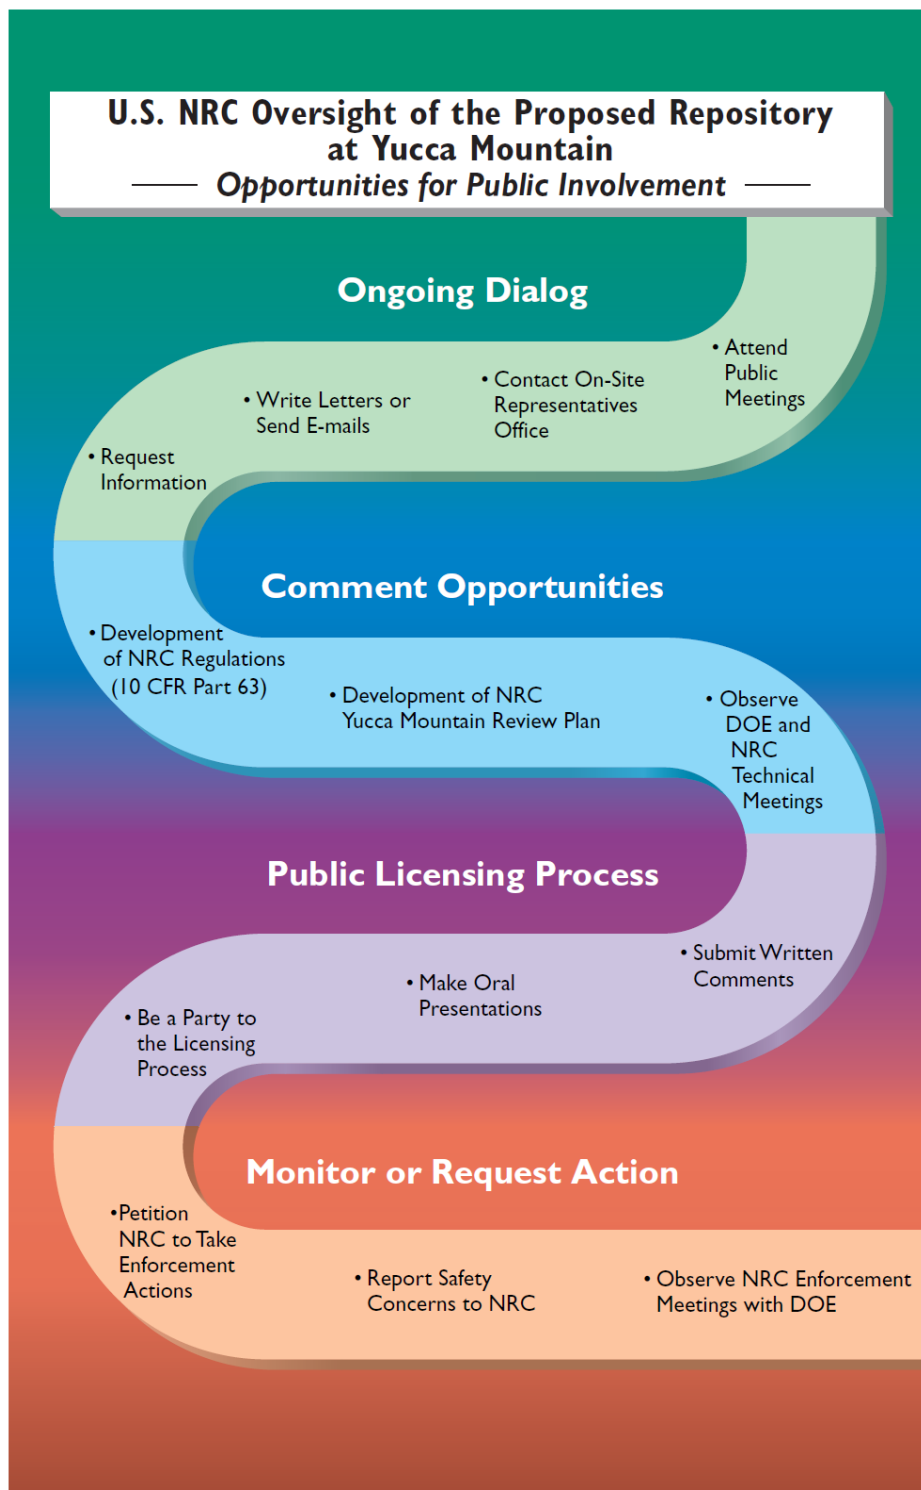 U.S. NRC Oversight of the Proposed Repository
at Yucca Mountain
Opportunities for Public Involvement
Ongoing Dialog
• Attend
Public
Meetings
• Contact On-Site
Representatives
Office
• Write Letters or
Send E-mails
• Request
Information
Comment Opportunities
• Development
of NRC Regulations
(10 CFR Part 63)
• Development of NRC
Yucca Mountain Review Plan
• Observe
DOE and
NRC
Technical
Meetings
Public Licensing Process
• Submit Written
Comments
• Make Oral
Presentations
• Be a Party to
the Licensing
Process
Monitor or Request Action
•Petition
NRC to Take
Enforcement
Actions
• Report Safety
Concerns to NRC
• Observe NRC Enforcement
Meetings with DOE